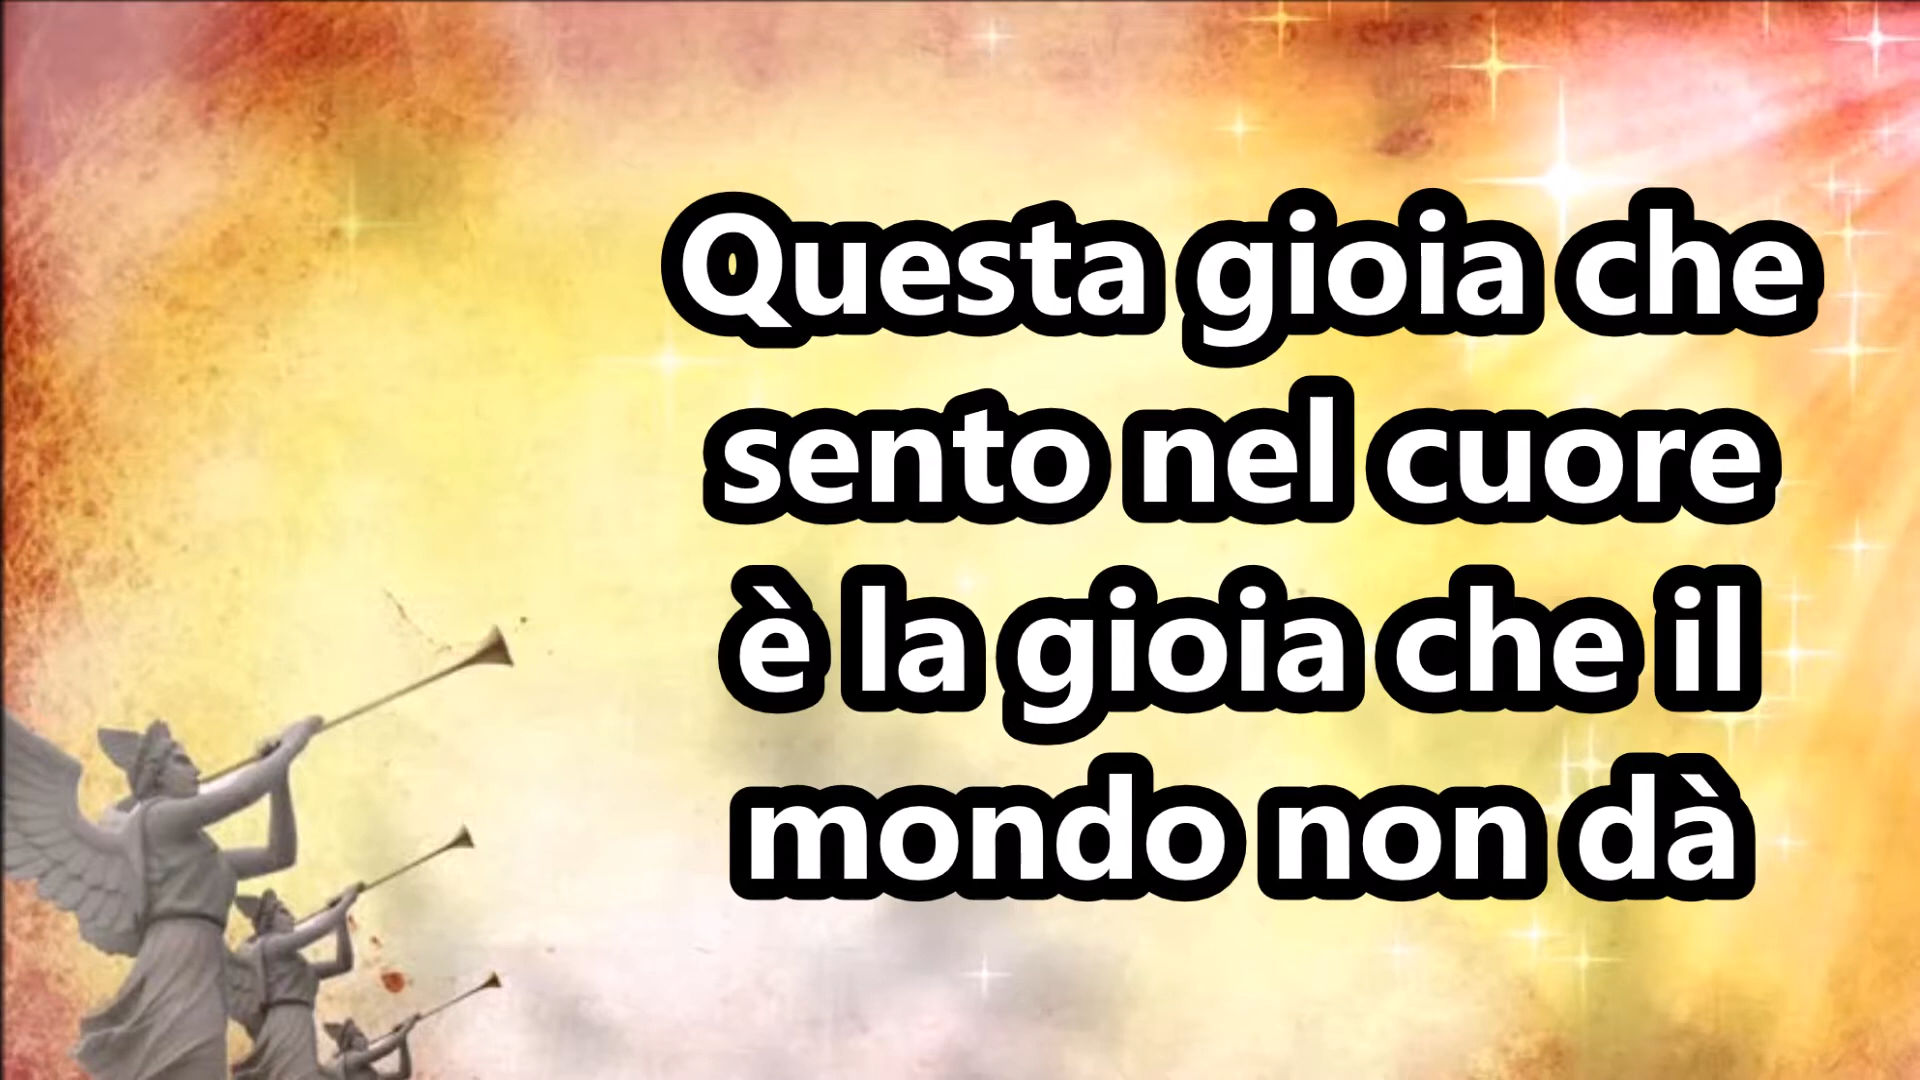 Questa gioia che
sento nel cuore
è la gioia che il
mondo non dà